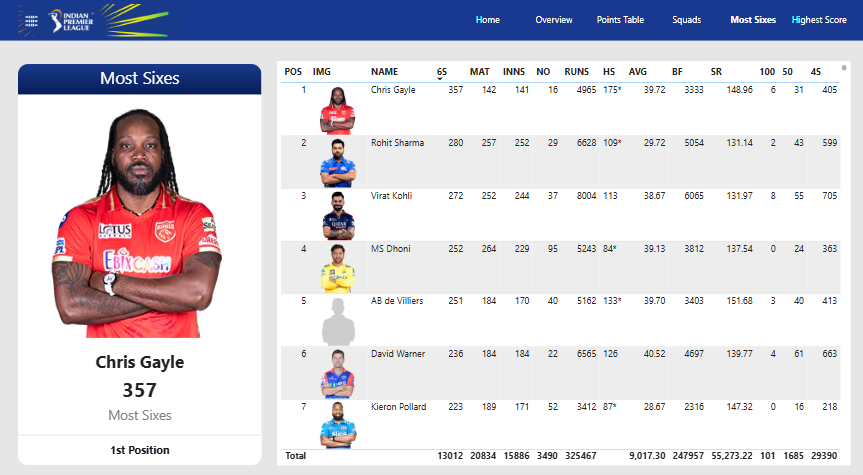 INDIAN
PREMIER
LEAGUE
Home Overview Points Table Squads Most Sixes Highest Score
Most Sixes
LOTUS
KINGS
EBIXCASH
Chris Gayle
357
Most Sixes
1st Position
POS IMG NAME 6S MAT INNS NO RUNS HS AVG BF SR 100 50 4S
1 Chris Gayle 357 142 141 16 4965 175* 39.72 3333 148.96 6 31 405
2 Rohit Sharma 280 257 252 29 6628 109* 29.72 5054 131.14 2 43 599
3 Virat Kohli 272 252 244 37 8004 113 38.67 6065 131.97 8 55 705
4 MS Dhoni 252 264 229 95 5243 84* 39.13 3812 137.54 0 24 363
5 AB de Villiers 251 184 170 40 5162 133* 39.70 3403 151.68 3 40 413
6 David Warner 236 184 184 22 6565 126 40.52 4697 139.77 4 61 663
7 Kieron Pollard 223 189 171 52 3412 87* 28.67 2316 147.32 0 16 218
Total 13012 20834 15886 3490 325467 9,017.30 247957 55,273.22 101 1685 29390